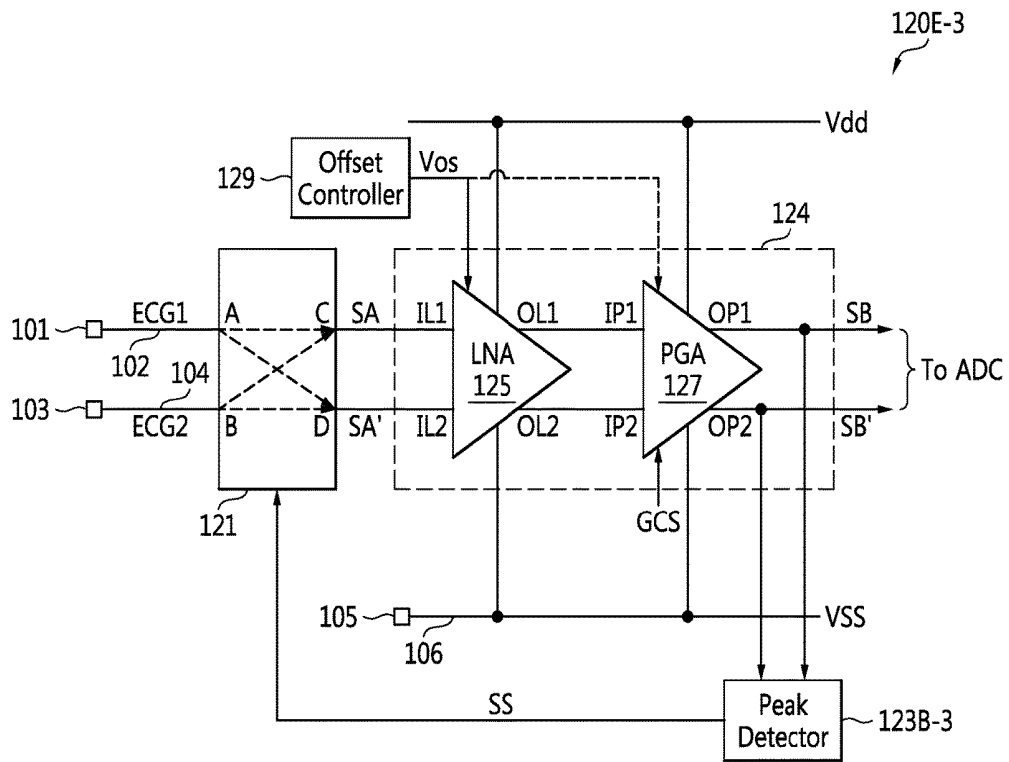 120E-3
Vdd
Offset
Controller
Vos
129
124
ECG1
A
C
SA
IL1
OL1
IP1
OP1
SB
101
102
LNA
125
PGA
127
To ADC
104
103
ECG2
B
D
SA'
IL2
OL2
IP2
OP2
SB'
121
GCS
105
106
VSS
SS
Peak
Detector
123B-3